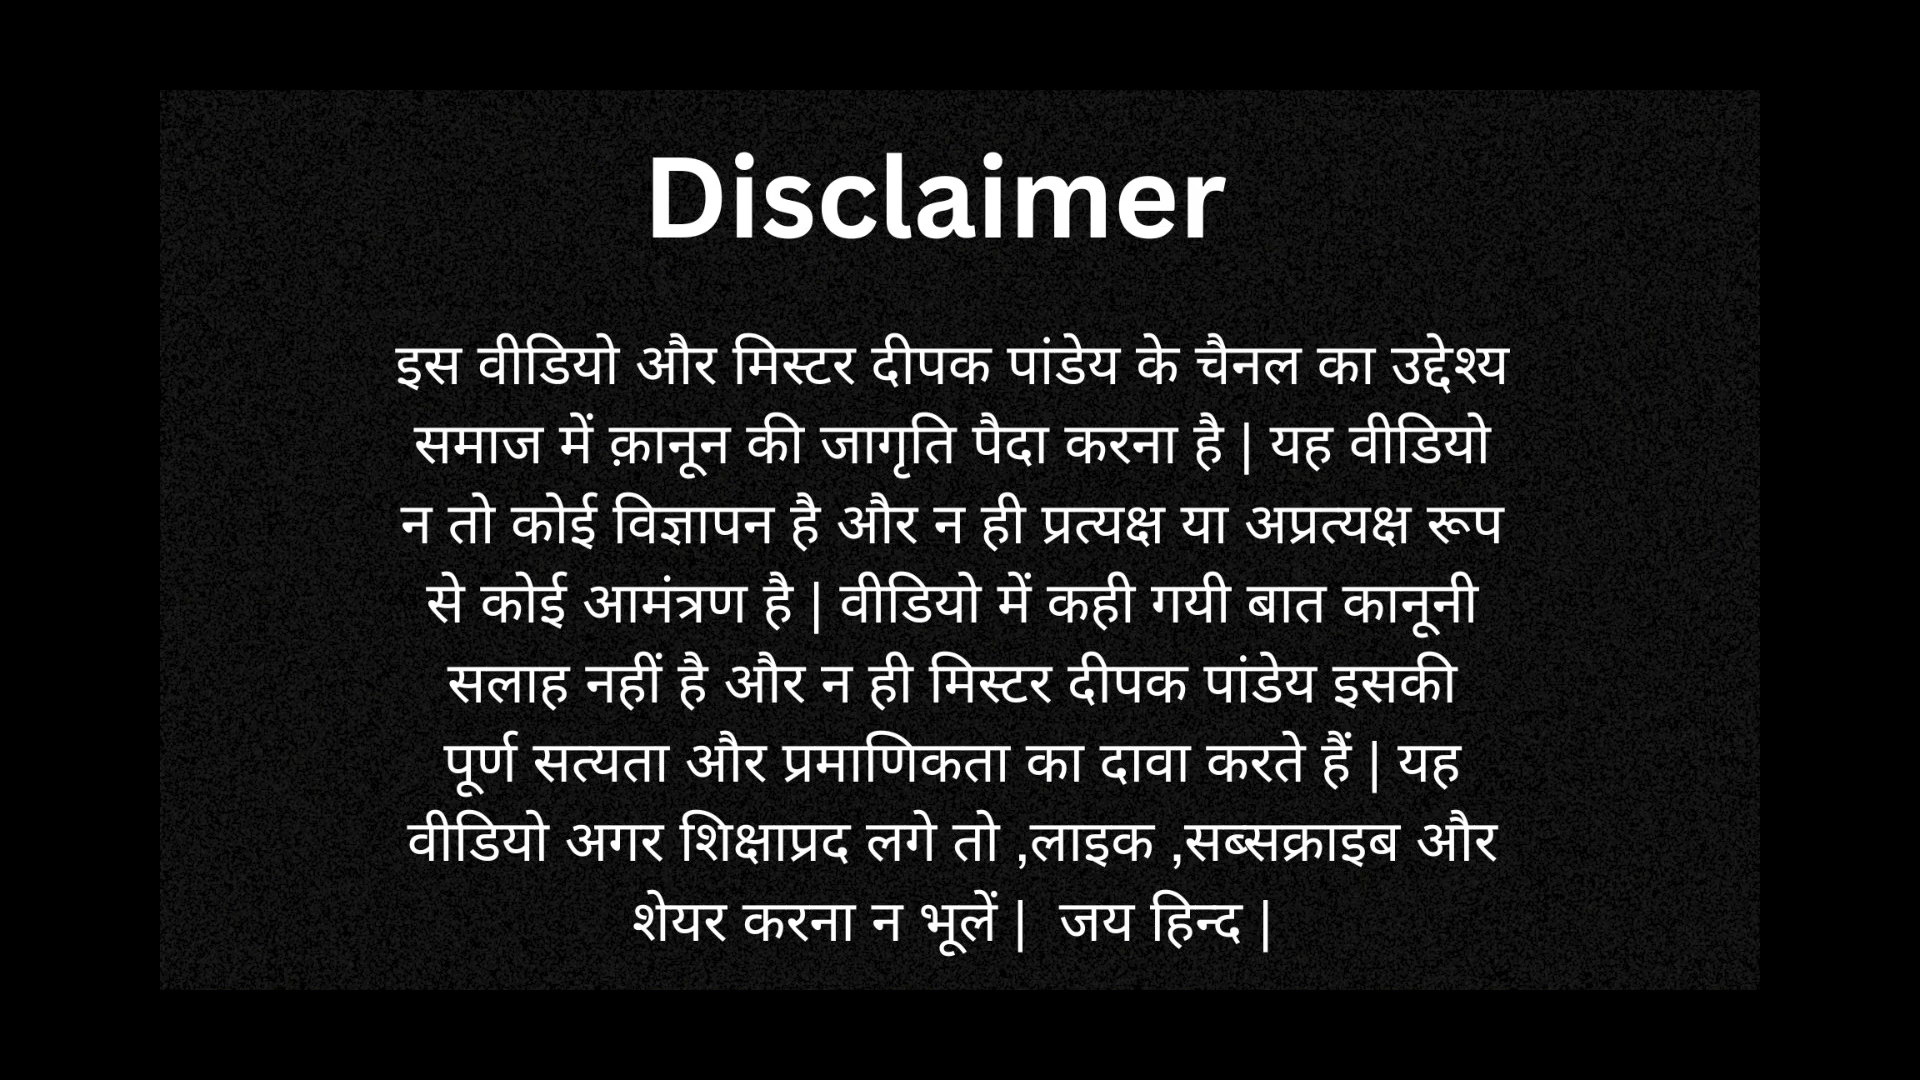 Disclaimer
इस वीडियो और मिस्टर दीपक पांडेय के चैनल का उद्देश्य
समाज में क़ानून की जागृति पैदा करना है | यह वीडियो
न तो कोई विज्ञापन है और न ही प्रत्यक्ष या अप्रत्यक्ष रूप
से कोई आमंत्रण है | वीडियो में कही गयी बात कानूनी
सलाह नहीं है और न ही मिस्टर दीपक पांडेय इसकी
पूर्ण सत्यता और प्रमाणिकता का दावा करते हैं | यह
वीडियो अगर शिक्षाप्रद लगे तो ,लाइक ,सब्सक्राइब और
शेयर करना न भूलें |  जय हिन्द |